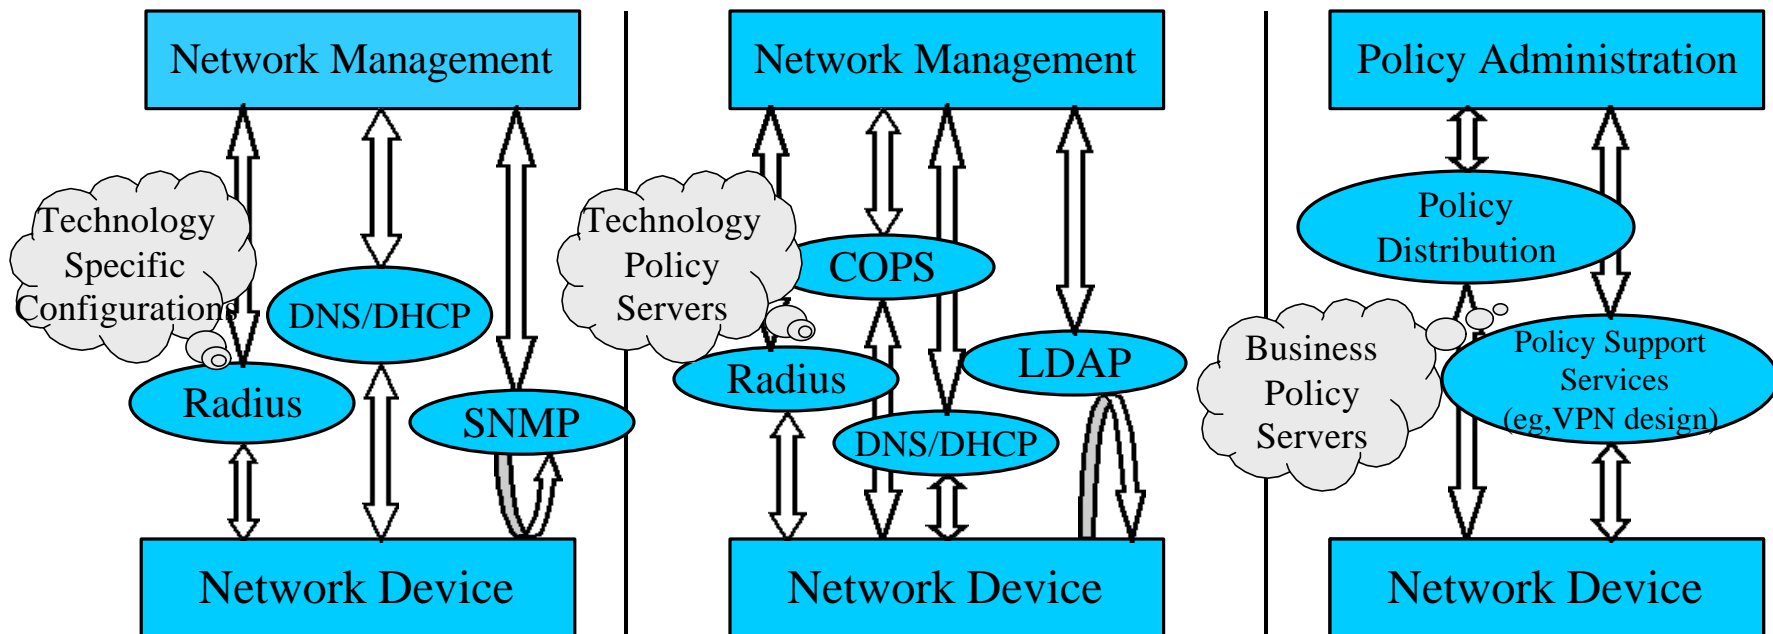 Network Management
Technology
Specific
Configurations
DNS/DHCP
Radius
SNMP
Network Device
Network Management
Technology
Policy
Servers
COPS
Radius
LDAP
DNS/DHCP
Network Device
Policy Administration
Policy
Distribution
Business
Policy
Servers
Policy Support
Services
(eg,VPN design)
Network Device